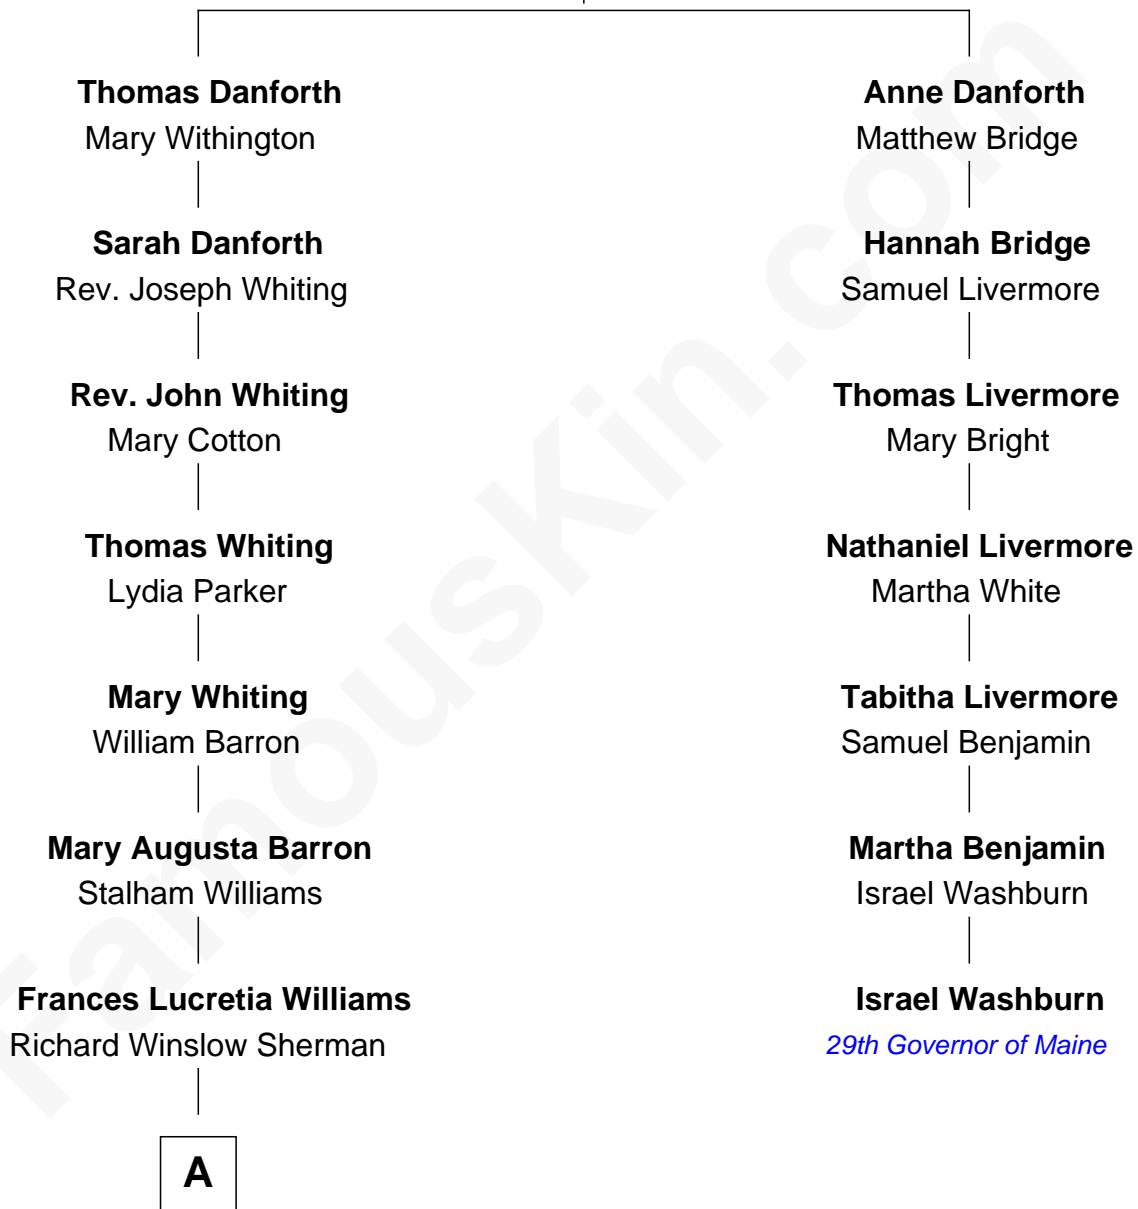 Thomas Danforth
Mary Withington
Sarah Danforth
Rev. Joseph Whiting
Rev. John Whiting
Mary Cotton
Thomas Whiting
Lydia Parker
Mary Whiting
William Barron
Mary Augusta Barron
Stalham Williams
Frances Lucretia Williams
Richard Winslow Sherman
A
Anne Danforth
Matthew Bridge
Hannah Bridge
Samuel Livermore
Thomas Livermore
Mary Bright
Nathaniel Livermore
Martha White
Tabitha Livermore
Samuel Benjamin
Martha Benjamin
Israel Washburn
Israel Washburn
29th Governor of Maine
FamousKin.com